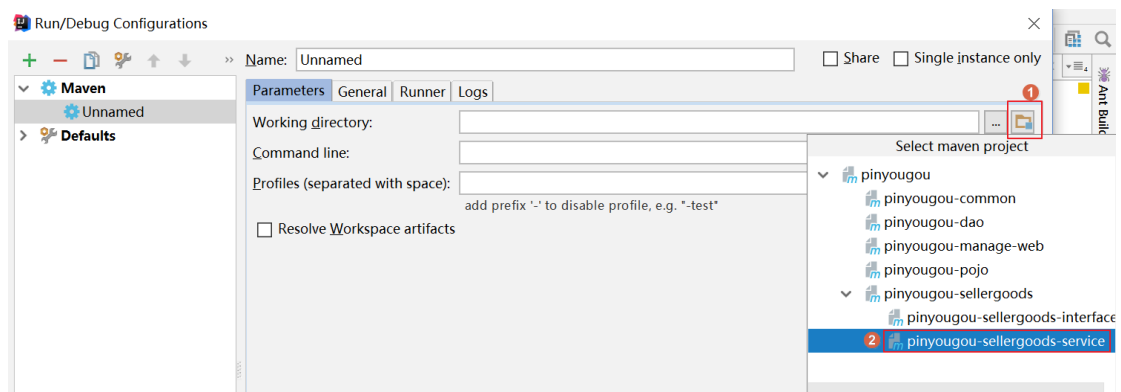 Run/Debug Configurations
Name: Unnamed
Share
Single instance only
Maven
Unnamed
Defaults
Parameters General Runner Logs
1
Working directory:
...
Command line:
Profiles (separated with space):
add prefix '-' to disable profile, e.g. "-test"
Resolve Workspace artifacts
Select maven project
pinyougou
pinyougou-common
pinyougou-dao
pinyougou-manage-web
pinyougou-pojo
pinyougou-sellergoods
pinyougou-sellergoods-interface
2 pinyougou-sellergoods-service
Ant Build